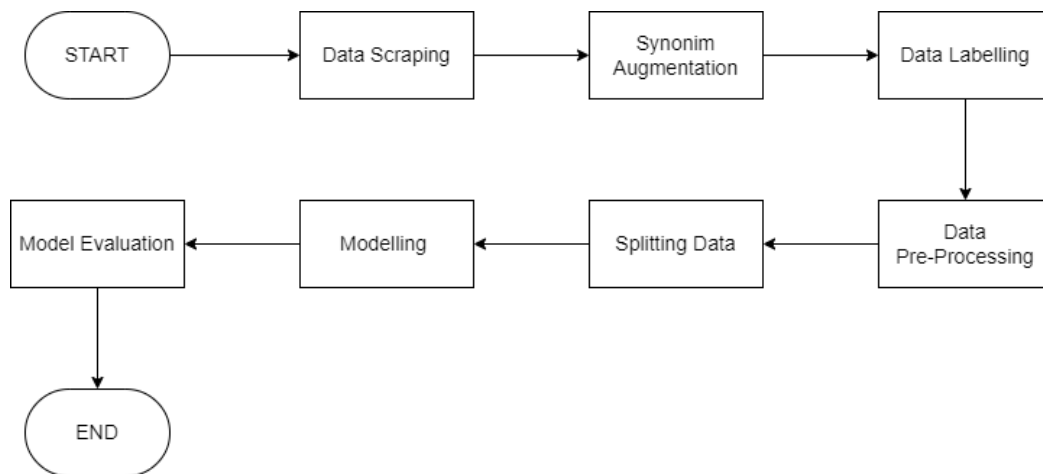 START
Data Scraping
Synonim
Augmentation
Data Labelling
Data
Pre-Processing
Splitting Data
Modelling
Model Evaluation
END